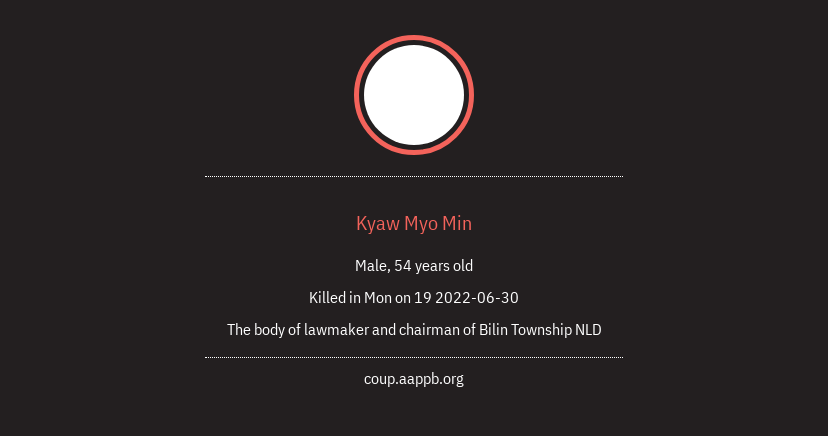 Kyaw Myo Min
Male, 54 years old
Killed in Mon on 19 2022-06-30
The body of lawmaker and chairman of Bilin Township NLD
coup.aappb.org